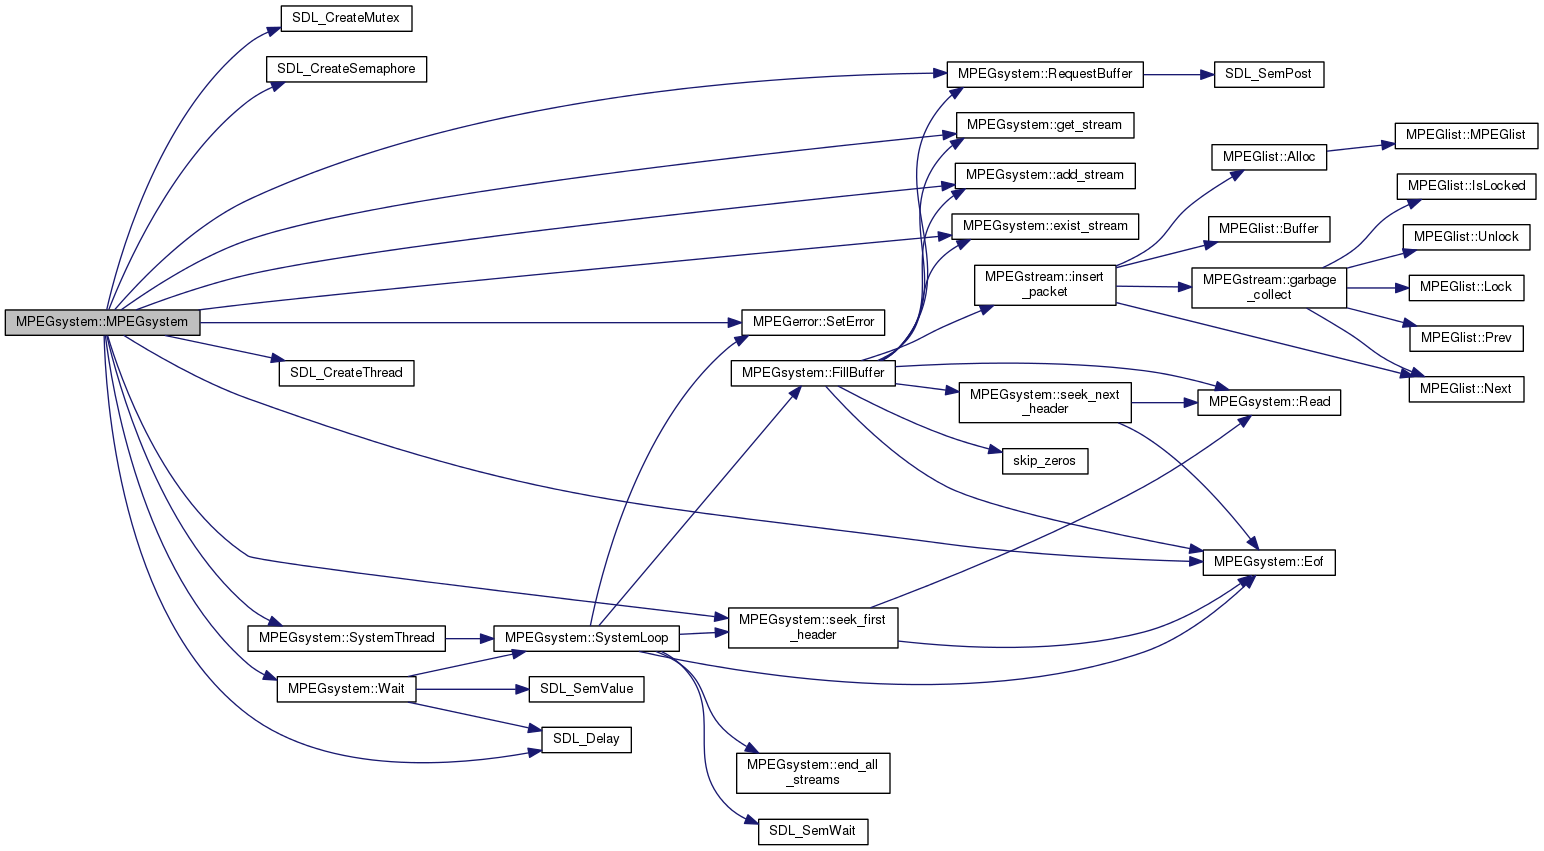 SDL_CreateMutex
SDL_CreateSemaphore
MPEGsystem::RequestBuffer
SDL_SemPost
MPEGsystem::get_stream
MPEGlist::MPEGlist
MPEGlist::Alloc
MPEGsystem::add_stream
MPEGlist::IsLocked
MPEGsystem::exist_stream
MPEGlist::Buffer
MPEGlist::Unlock
MPEGstream::insert
_packet
MPEGstream::garbage
_collect
MPEGlist::Lock
MPEGsystem::MPEGsystem
MPEGerror::SetError
MPEGlist::Prev
SDL_CreateThread
MPEGsystem::FillBuffer
MPEGlist::Next
MPEGsystem::seek_next
_header
MPEGsystem::Read
skip_zeros
MPEGsystem::Eof
MPEGsystem::seek_first
_header
MPEGsystem::SystemThread
MPEGsystem::SystemLoop
MPEGsystem::Wait
SDL_SemValue
SDL_Delay
MPEGsystem::end_all
_streams
SDL_SemWait